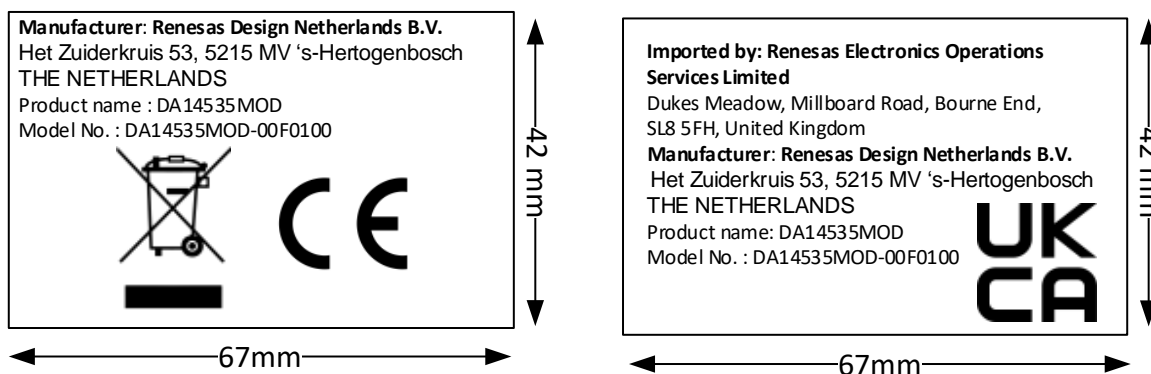 Manufacturer: Renesas Design Netherlands B.V.
Het Zuiderkruis 53, 5215 MV ‘s-Hertogenbosch
THE NETHERLANDS
Product name : DA14535MOD
Model No. : DA14535MOD-00F0100
CE
42 mm
67mm
Imported by: Renesas Electronics Operations
Services Limited
Dukes Meadow, Millboard Road, Bourne End,
SL8 5FH, United Kingdom
Manufacturer: Renesas Design Netherlands B.V.
Het Zuiderkruis 53, 5215 MV ‘s-Hertogenbosch
THE NETHERLANDS
Product name: DA14535MOD
Model No. : DA14535MOD-00F0100
UK
CA
42 mm
67mm